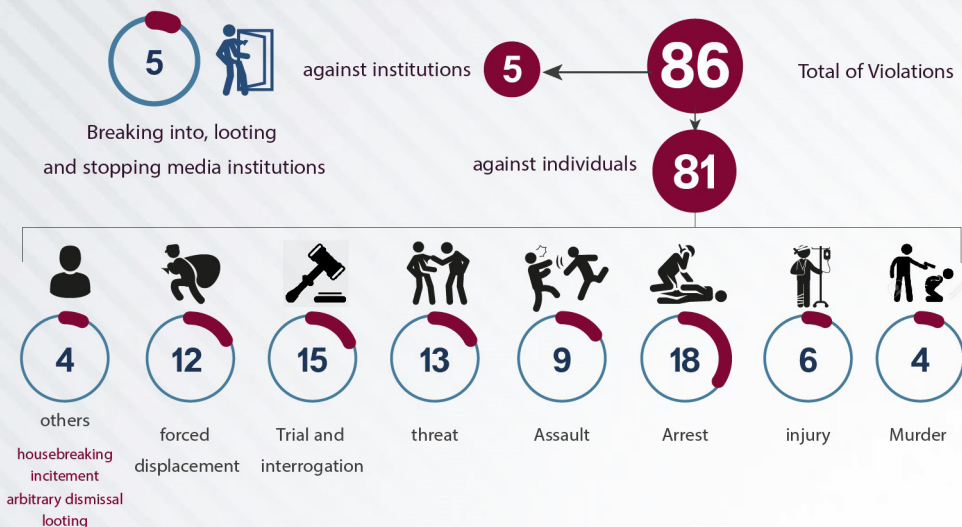 5
Breaking into, looting
and stopping media institutions
against institutions
5
86
Total of Violations
against individuals
81
4
others
housebreaking
incitement
arbitrary dismissal
looting
12
forced
displacement
15
Trial and
interrogation
13
threat
9
Assault
18
Arrest
6
injury
4
Murder